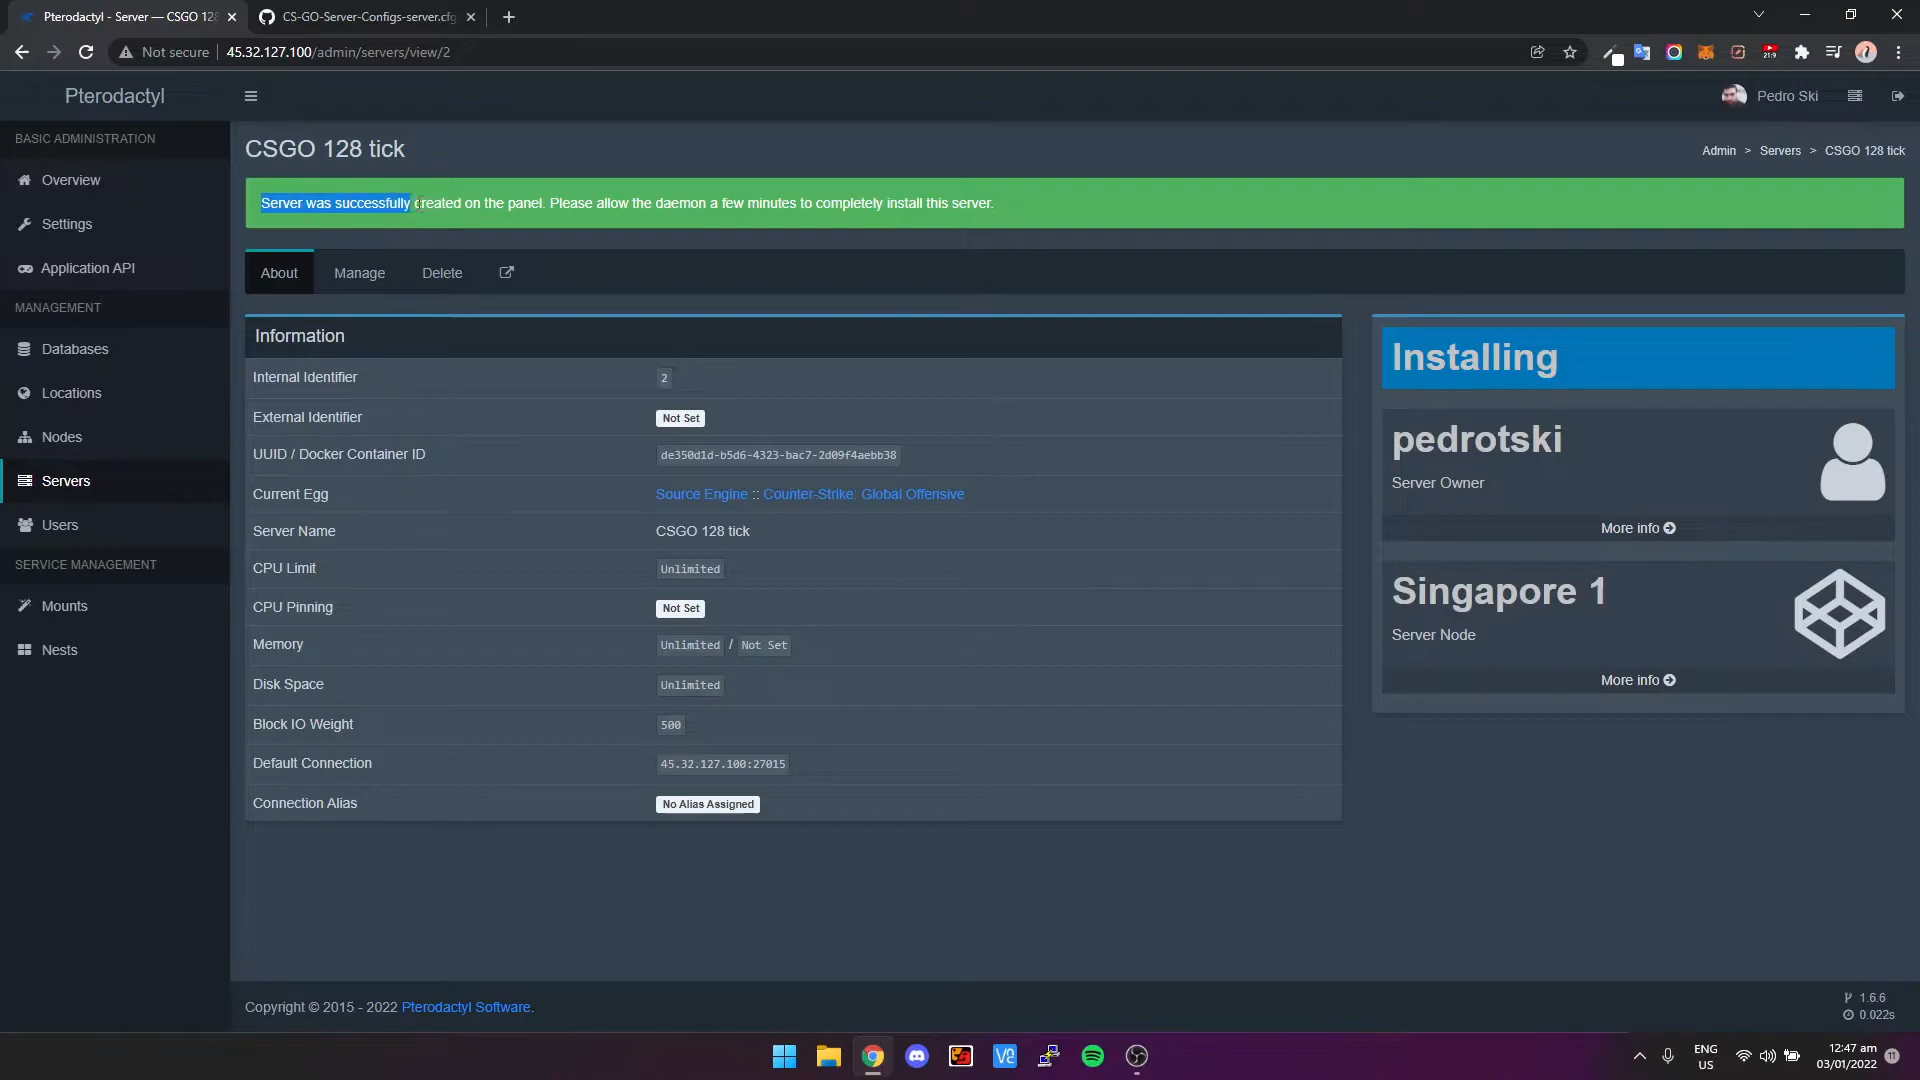 Pterodactyl - Server — CSGO 128
CS-GO-Server-Configs-server.cfg
Not secure
45.32.127.100/admin/servers/view/2
Pterodactyl
Pedro Ski
BASIC ADMINISTRATION
Overview
Settings
Application API
MANAGEMENT
Databases
Locations
Nodes
Servers
Users
SERVICE MANAGEMENT
Mounts
Nests
CSGO 128 tick
Admin > Servers > CSGO 128 tick
Server was successfully created on the panel. Please allow the daemon a few minutes to completely install this server.
About Manage Delete
Information
Internal Identifier 2
External Identifier Not Set
UUID / Docker Container ID de350d1d-b5d6-4323-bac7-2d09f4aebb38
Current Egg Source Engine :: Counter-Strike: Global Offensive
Server Name CSGO 128 tick
CPU Limit Unlimited
CPU Pinning Not Set
Memory Unlimited / Not Set
Disk Space Unlimited
Block IO Weight 500
Default Connection 45.32.127.100:27015
Connection Alias No Alias Assigned
Installing
pedrotski
Server Owner
More info
Singapore 1
Server Node
More info
Copyright © 2015 - 2022 Pterodactyl Software.
1.6.6
0.022s
ENG
US
12:47 am
03/01/2022
11